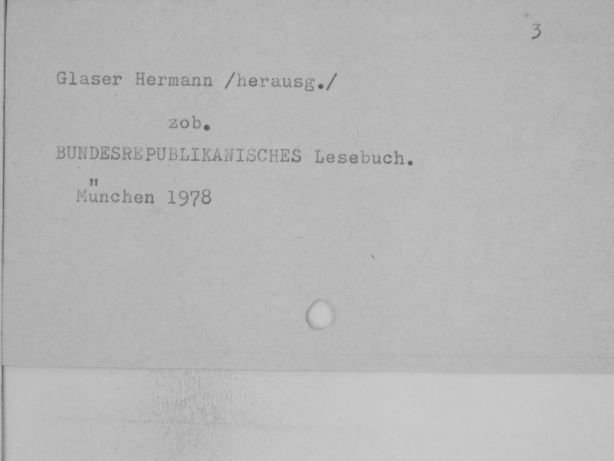 3
Glaser Hermann /herausg./
zob.
BUNDESREPUBLIKANISCHES Lesebuch.
München 1978